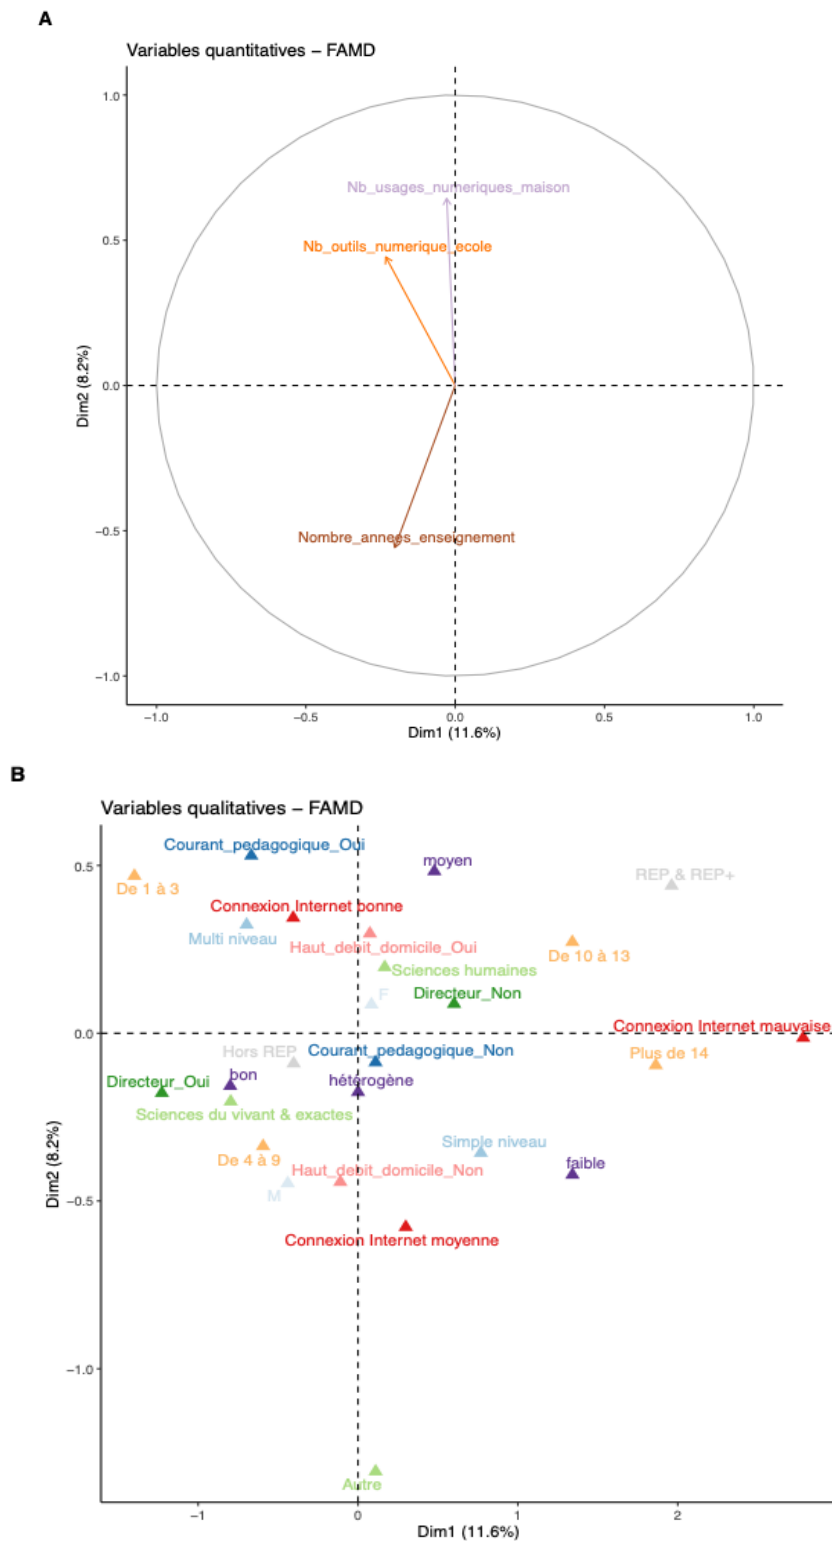 A
Variables quantitatives – FAMD
1.0
Nb_usages_numeriques_maison
0.5
Nb_outils_numerique_ecole
0.0
Dim2 (8.2%)
−0.5
Nombre_annees_enseignement
−1.0
−1.0 −0.5 0.0 0.5 1.0
Dim1 (11.6%)
B
Variables qualitatives – FAMD
Courant_pedagogique_Oui
moyen
0.5
REP & REP+
De 1 à 3
Connexion Internet bonne
Multi niveau
Haut_debit_domicile_Oui
De 10 à 13
Sciences humaines
F
Directeur_Non
0.0
Connexion Internet mauvaise
Hors REP
Courant_pedagogique_Non
Plus de 14
Directeur_Oui
bon
hétérogène
Sciences du vivant & exactes
Simple niveau
De 4 à 9
Haut_debit_domicile_Non
faible
M
Dim2 (8.2%)
−0.5
Connexion Internet moyenne
−1.0
Autre
−1 0 1 2
Dim1 (11.6%)